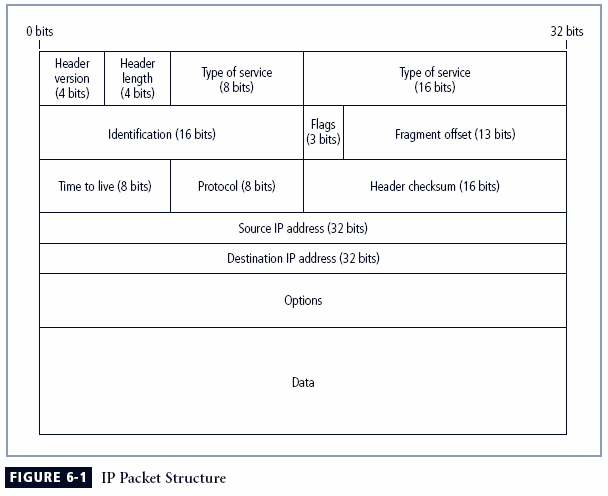 0 bits 32 bits
Header version (4 bits) Header length (4 bits) Type of service (8 bits) Type of service (16 bits)
Identification (16 bits) Flags (3 bits) Fragment offset (13 bits)
Time to live (8 bits) Protocol (8 bits) Header checksum (16 bits)
Source IP address (32 bits)
Destination IP address (32 bits)
Options
Data
FIGURE 6-1 IP Packet Structure